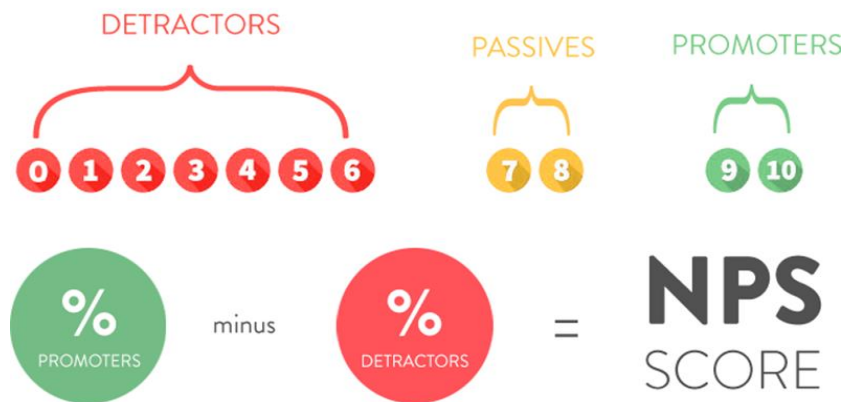 DETRACTORS
PASSIVES
PROMOTERS
0 1 2 3 4 5 6
7 8
9 10
%
PROMOTERS
minus
%
DETRACTORS
=
NPS
SCORE